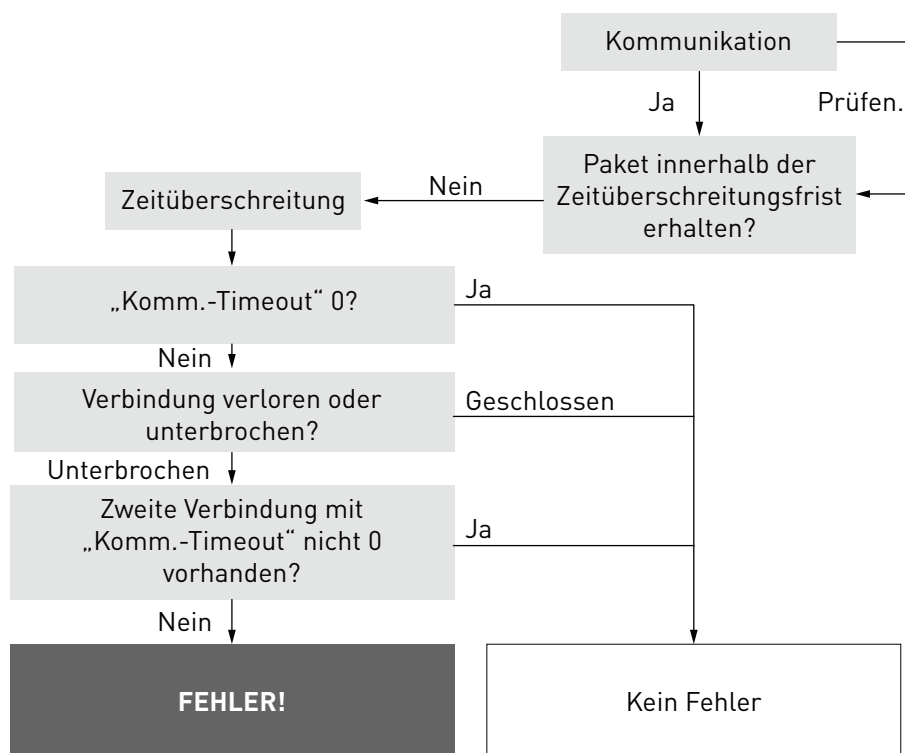 Kommunikation
Ja
Prüfen.
Paket innerhalb der
Zeitüberschreitungsfrist
erhalten?
Nein
Zeitüberschreitung
„Komm.-Timeout“ 0?
Ja
Nein
Verbindung verloren oder
unterbrochen?
Geschlossen
Unterbrochen
Zweite Verbindung mit
„Komm.-Timeout“ nicht 0
vorhanden?
Ja
Nein
FEHLER!
Kein Fehler